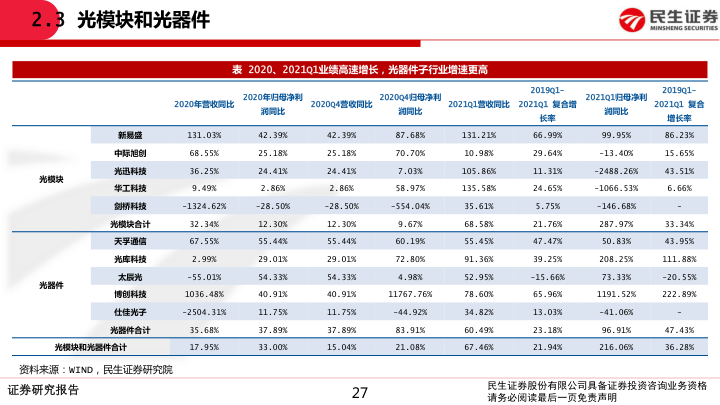 2.3 光模块和光器件
民生证券
MINSHENG SECURITIES
表 2020、2021Q1业绩高速增长，光器件子行业增速更高
2020年营收同比 2020年归母净利润同比 2020Q4营收同比 2020Q4归母净利润同比 2021Q1营收同比 2019Q1-2021Q1 复合增长率 2021Q1归母净利润同比 2019Q1-2021Q1 复合增长率
光模块
新易盛 131.03% 42.39% 42.39% 87.68% 131.21% 66.99% 99.95% 86.23%
中际旭创 68.55% 25.18% 25.18% 70.70% 10.98% 29.64% -13.40% 15.65%
光迅科技 36.25% 24.41% 24.41% 7.03% 105.86% 11.31% -2488.26% 43.51%
华工科技 9.49% 2.86% 2.86% 58.97% 135.58% 24.65% -1066.53% 6.66%
剑桥科技 -1324.62% -28.50% -28.50% -554.04% 35.61% 5.75% -146.68% -
光模块合计 32.34% 12.30% 12.30% 9.67% 68.58% 21.76% 287.97% 33.34%
光器件
天孚通信 67.55% 55.44% 55.44% 60.19% 55.45% 47.47% 50.83% 43.95%
光库科技 2.99% 29.01% 29.01% 72.80% 91.36% 39.25% 208.25% 111.88%
太辰光 -55.01% 54.33% 54.33% 4.98% 52.95% -15.66% 73.33% -20.55%
博创科技 1036.48% 40.91% 40.91% 11767.76% 78.60% 65.96% 1191.52% 222.89%
仕佳光子 -2504.31% 11.75% 11.75% -44.92% 34.82% 13.03% -41.06% -
光器件合计 35.68% 37.89% 37.89% 83.91% 60.49% 23.18% 96.91% 47.43%
光模块和光器件合计 17.95% 33.00% 15.04% 21.08% 67.46% 21.94% 216.06% 36.28%
资料来源：WIND，民生证券研究院
证券研究报告
27
民生证券股份有限公司具备证券投资咨询业务资格
请务必阅读最后一页免责声明